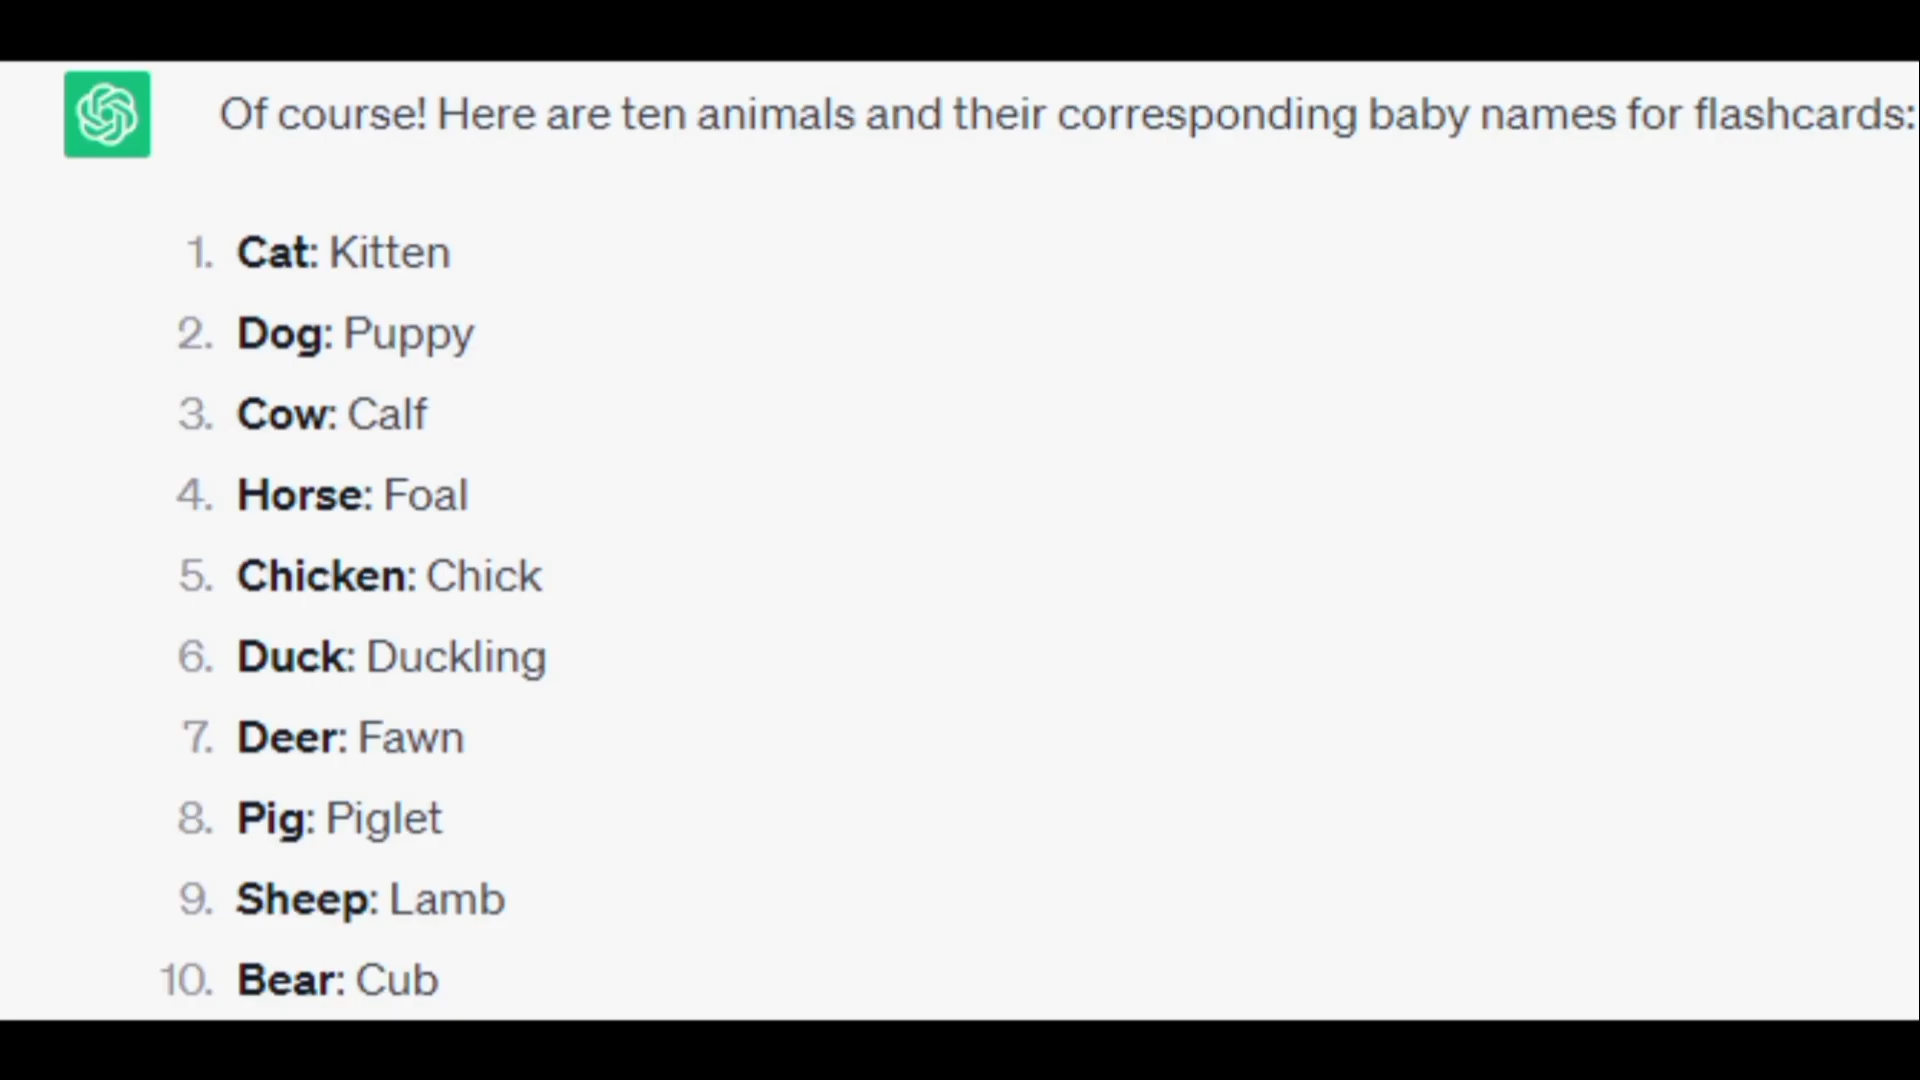 Of course! Here are ten animals and their corresponding baby names for flashcards:
1. Cat: Kitten
2. Dog: Puppy
3. Cow: Calf
4. Horse: Foal
5. Chicken: Chick
6. Duck: Duckling
7. Deer: Fawn
8. Pig: Piglet
9. Sheep: Lamb
10. Bear: Cub